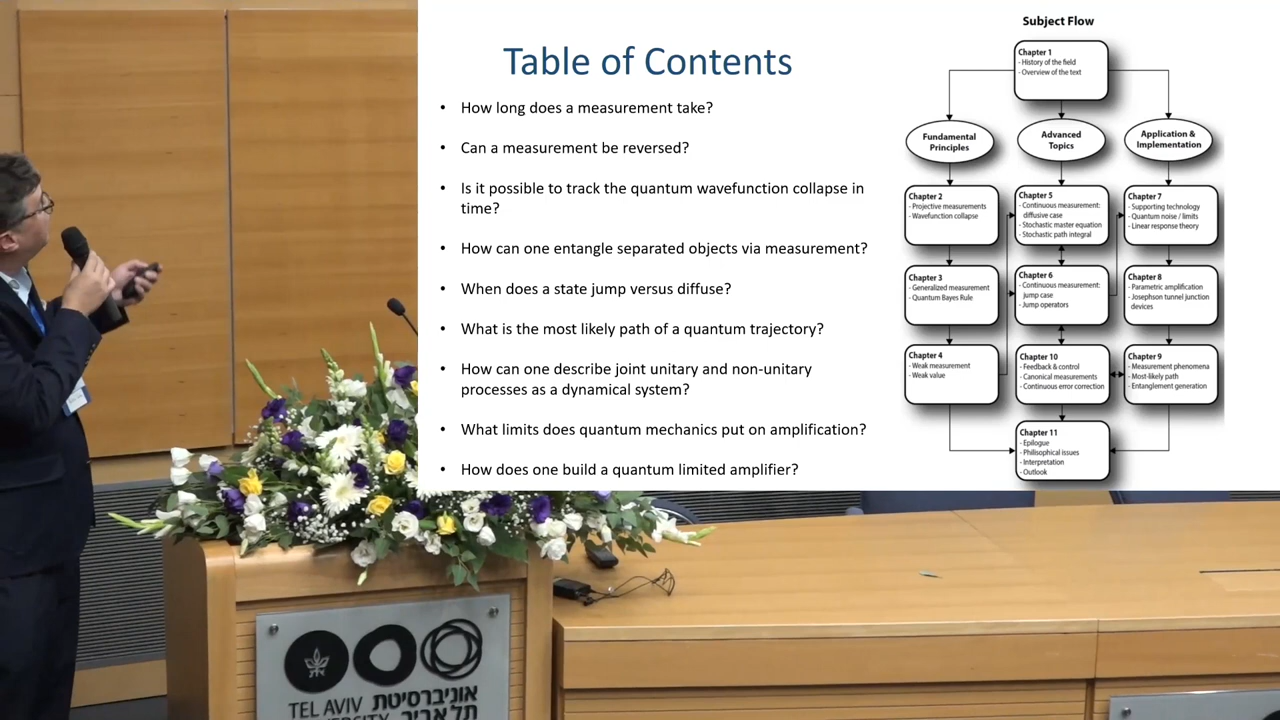 Table of Contents
• How long does a measurement take?
• Can a measurement be reversed?
• Is it possible to track the quantum wavefunction collapse in
time?
• How can one entangle separated objects via measurement?
• When does a state jump versus diffuse?
• What is the most likely path of a quantum trajectory?
• How can one describe joint unitary and non-unitary
processes as a dynamical system?
• What limits does quantum mechanics put on amplification?
• How does one build a quantum limited amplifier?
Subject Flow
Chapter 1
- History of the field
- Overview of the text
Fundamental
Principles
Advanced
Topics
Application &
Implementation
Chapter 2
- Projective measurements
- Wavefunction collapse
Chapter 5
- Continuous measurement:
diffusive case
- Stochastic master equation
- Stochastic path integral
Chapter 7
- Supporting technology
- Quantum noise / limits
- Linear response theory
Chapter 3
- Generalized measurement
- Quantum Bayes Rule
Chapter 6
- Continuous measurement:
jump case
- Jump operators
Chapter 8
- Parametric amplification
- Josephson tunnel junction
devices
Chapter 4
- Weak measurement
- Weak value
Chapter 10
- Feedback & control
- Canonical measurements
- Continuous error correction
Chapter 9
- Measurement phenomena
- Most-likely path
- Entanglement generation
Chapter 11
- Epilogue
- Philisophical issues
- Interpretation
- Outlook
אוניברסיטת
TEL AVIV
תל אביב